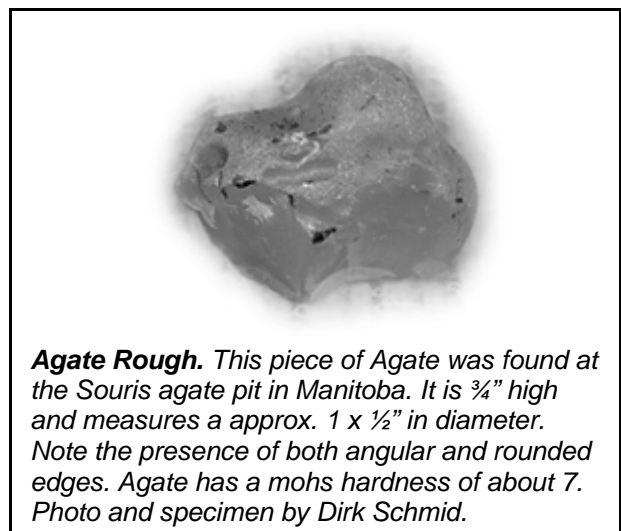 Agate Rough. This piece of Agate was found at
the Souris agate pit in Manitoba. It is ¾” high
and measures a approx. 1 x ½” in diameter.
Note the presence of both angular and rounded
edges. Agate has a mohs hardness of about 7.
Photo and specimen by Dirk Schmid.